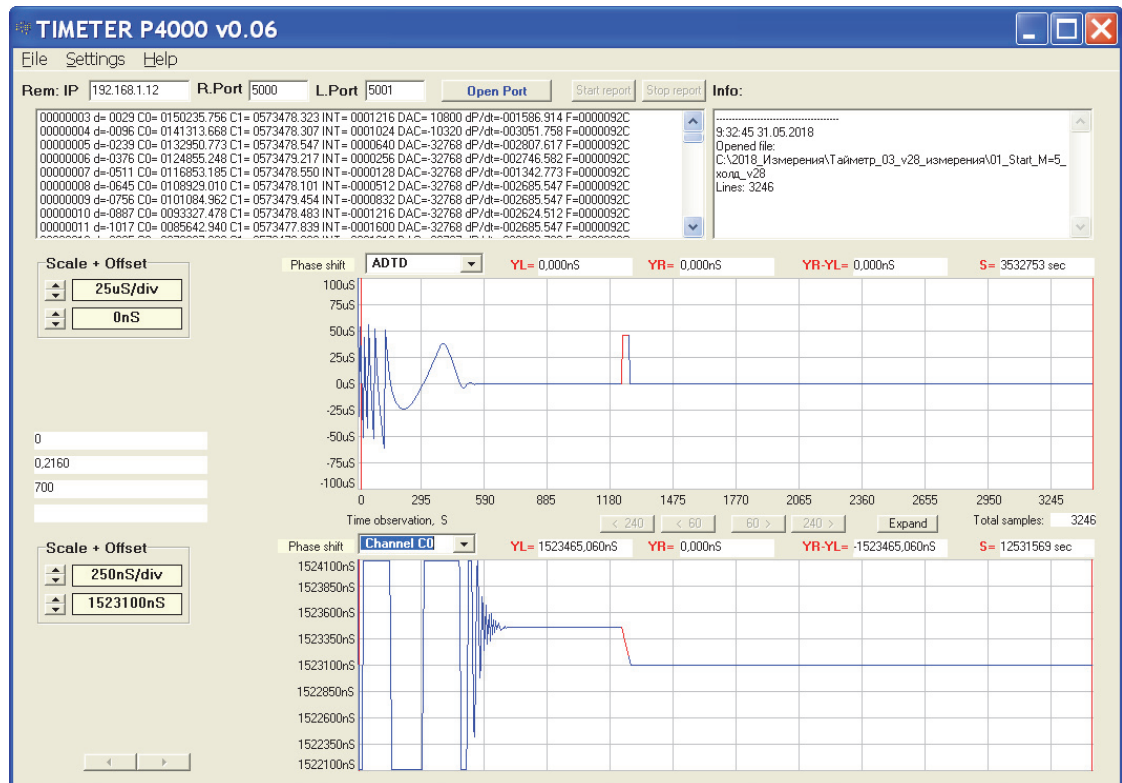 TIMETER P4000 v0.06
File Settings Help
Rem: IP 192.168.1.12 R.Port 5000 L.Port 5001 Open Port Start report Stop report Info:
00000003 d= 0029 C0= 0150235.756 C1= 0573478.323 INT= 0001216 DAC= 10800 dP/dt=-001586.914 F=0000092C
00000004 d=-0096 C0= 0141313.668 C1= 0573478.307 INT= 0001024 DAC=-10320 dP/dt=-003051.758 F=0000092C
00000005 d=-0239 C0= 0132950.773 C1= 0573478.547 INT= 0000640 DAC=-32768 dP/dt=-002807.617 F=0000092C
00000006 d=-0376 C0= 0124855.248 C1= 0573479.217 INT= 0000256 DAC=-32768 dP/dt=-002746.582 F=0000092C
00000007 d=-0511 C0= 0116853.185 C1= 0573478.550 INT=-0000128 DAC=-32768 dP/dt=-001342.773 F=0000092C
00000008 d=-0645 C0= 0108929.010 C1= 0573478.101 INT=-0000512 DAC=-32768 dP/dt=-002685.547 F=0000092C
00000009 d=-0756 C0= 0101084.962 C1= 0573479.454 INT=-0000832 DAC=-32768 dP/dt=-002685.547 F=0000092C
00000010 d=-0887 C0= 0093327.478 C1= 0573478.483 INT=-0001216 DAC=-32768 dP/dt=-002624.512 F=0000092C
00000011 d=-1017 C0= 0085642.940 C1= 0573477.839 INT=-0001600 DAC=-32768 dP/dt=-002685.547 F=0000092C
9:32:45 31.05.2018
Opened file:
C:\2018_Измерения\Тайметр_03_v28_измерения\01_Start_M=5_
холд_v28
Lines: 3246
Scale + Offset
25uS/div
0nS
Phase shift ADTD YL= 0,000nS YR= 0,000nS YR-YL= 0,000nS S= 3532753 sec
100uS
75uS
50uS
25uS
0uS
-25uS
-50uS
-75uS
-100uS
0 295 590 885 1180 1475 1770 2065 2360 2655 2950 3245
0
0,2160
700
Time observation, S < 240 < 60 60 > 240 > Expand Total samples: 3246
Scale + Offset
250nS/div
1523100nS
Phase shift Channel C0 YL= 1523465,060nS YR= 0,000nS YR-YL= -1523465,060nS S= 12531569 sec
1524100nS
1523850nS
1523600nS
1523350nS
1523100nS
1522850nS
1522600nS
1522350nS
1522100nS